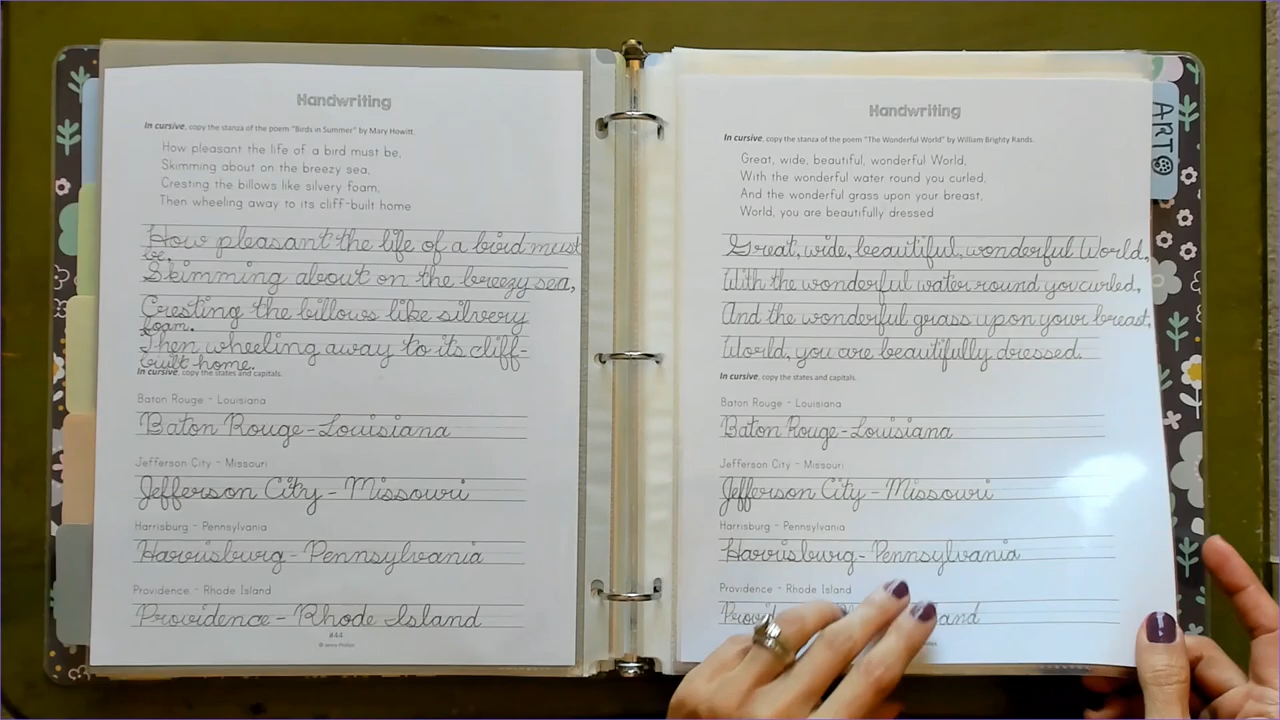 Handwriting
In cursive, copy the stanza of the poem "Birds in Summer" by Mary Howitt.
How pleasant the life of a bird must be,
Skimming about on the breezy sea,
Cresting the billows like silvery foam,
Then wheeling away to its cliff-built home
How pleasant the life of a bird must
be,
Skimming about on the breezy sea,
Cresting the billows like silvery
foam.
Then wheeling away to its cliff-
built home.
In cursive, copy the states and capitals.
Baton Rouge - Louisiana
Baton Rouge - Louisiana
Jefferson City - Missouri
Jefferson City - Missouri
Harrisburg - Pennsylvania
Harrisburg - Pennsylvania
Providence - Rhode Island
Providence - Rhode Island
#44
© Jenny Phillips
Handwriting
In cursive, copy the stanza of the poem "The Wonderful World" by William Brighty Rands.
Great, wide, beautiful, wonderful World,
With the wonderful water round you curled,
And the wonderful grass upon your breast,
World, you are beautifully dressed
Great, wide, beautiful, wonderful World,
With the wonderful water round you curled,
And the wonderful grass upon your breast,
World, you are beautifully dressed.
In cursive, copy the states and capitals.
Baton Rouge - Louisiana
Baton Rouge - Louisiana
Jefferson City - Missouri
Jefferson City - Missouri
Harrisburg - Pennsylvania
Harrisburg - Pennsylvania
Providence - Rhode Island
ART